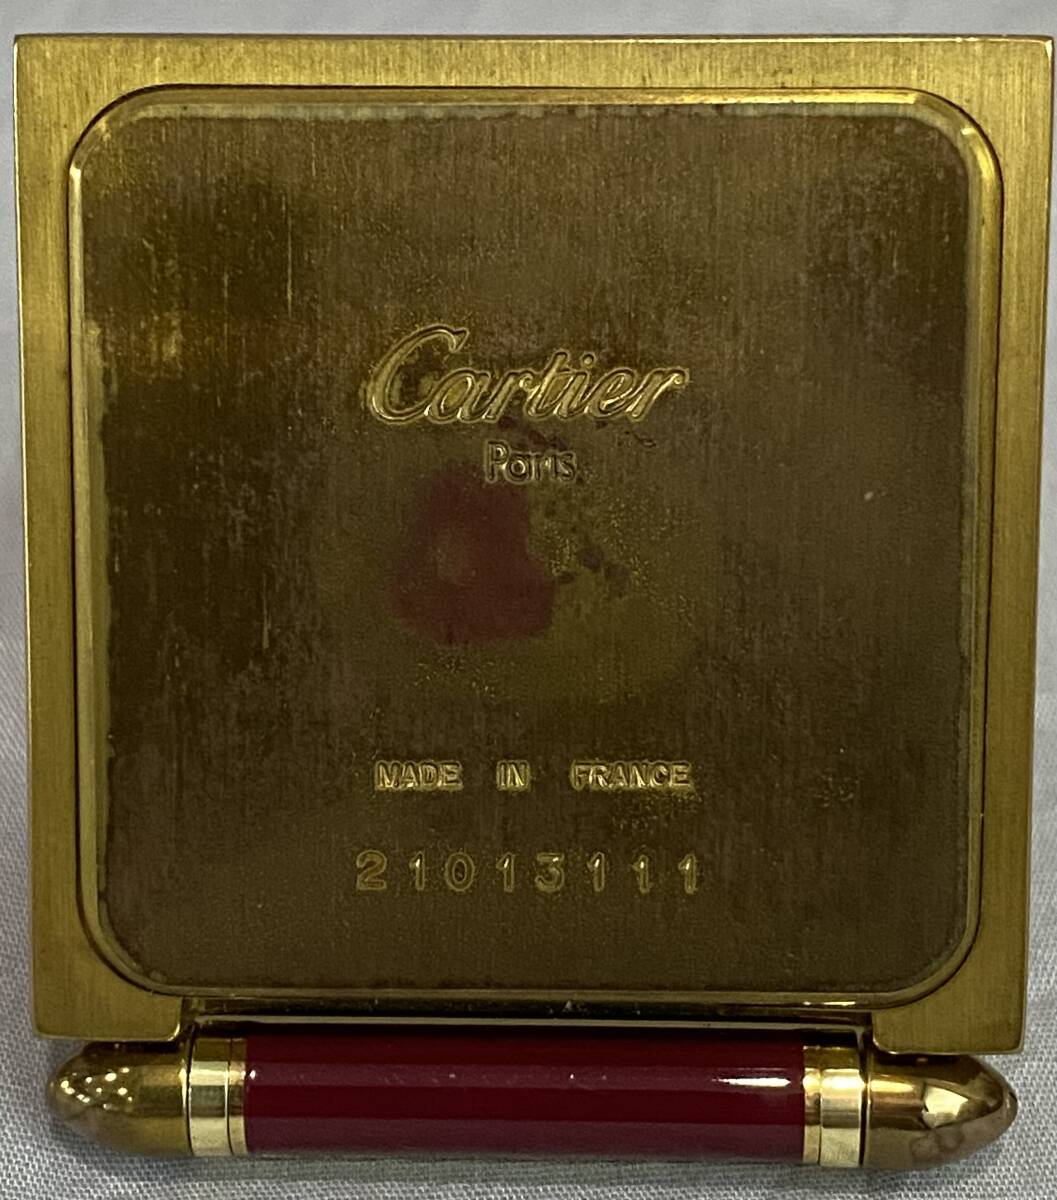 Cartier
Paris
MADE IN FRANCE
21013111